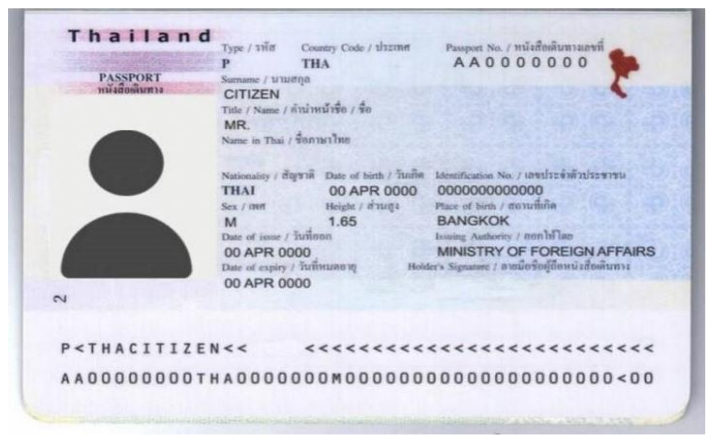 Thailand
PASSPORT
หนังสือเดินทาง
Type / รหัส Country Code / ประเทศ Passport No. / หนังสือเดินทางเลขที่
P THA AA0000000
Surname / นามสกุล
CITIZEN
Title / Name / คำนำหน้าชื่อ / ชื่อ
MR.
Name in Thai / ชื่อภาษาไทย
Nationality / สัญชาติ Date of birth / วันเกิด Identification No. / เลขประจำตัวประชาชน
THAI 00 APR 0000 0000000000000
Sex / เพศ Height / ส่วนสูง Place of birth / สถานที่เกิด
M 1.65 BANGKOK
Date of issue / วันที่ออก Issuing Authority / ออกให้โดย
00 APR 0000 MINISTRY OF FOREIGN AFFAIRS
Date of expiry / วันที่หมดอายุ Holder's Signature / ลายมือชื่อผู้ถือหนังสือเดินทาง
00 APR 0000
2
P<THACITIZEN<< <<<<<<<<<<<<<<<<<<<<<<<<<<
AA00000000THA0000000M0000000000000000000000<00